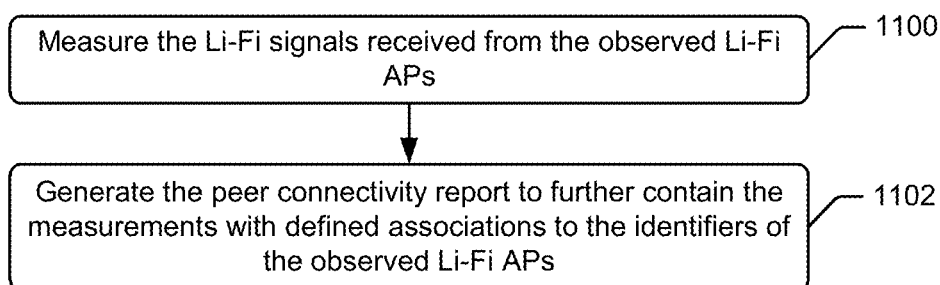 Measure the Li-Fi signals received from the observed Li-Fi
APs
1100
Generate the peer connectivity report to further contain the
measurements with defined associations to the identifiers of
the observed Li-Fi APs
1102